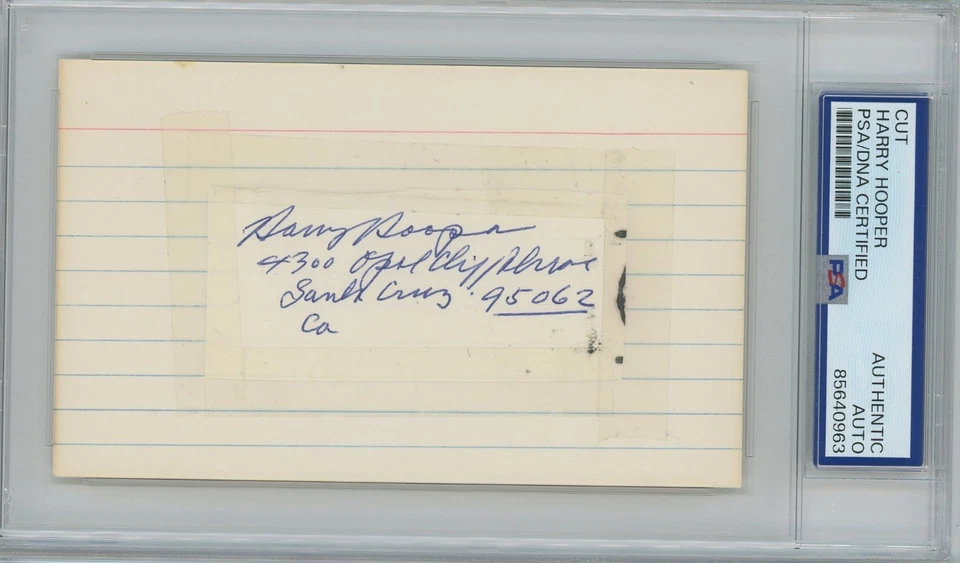 Harry Hooper
4300 Opal Cliff Drive
Santa Cruz. 95062
Ca
CUT
HARRY HOOPER
PSA/DNA CERTIFIED
PSA
AUTHENTIC
AUTO
85640963